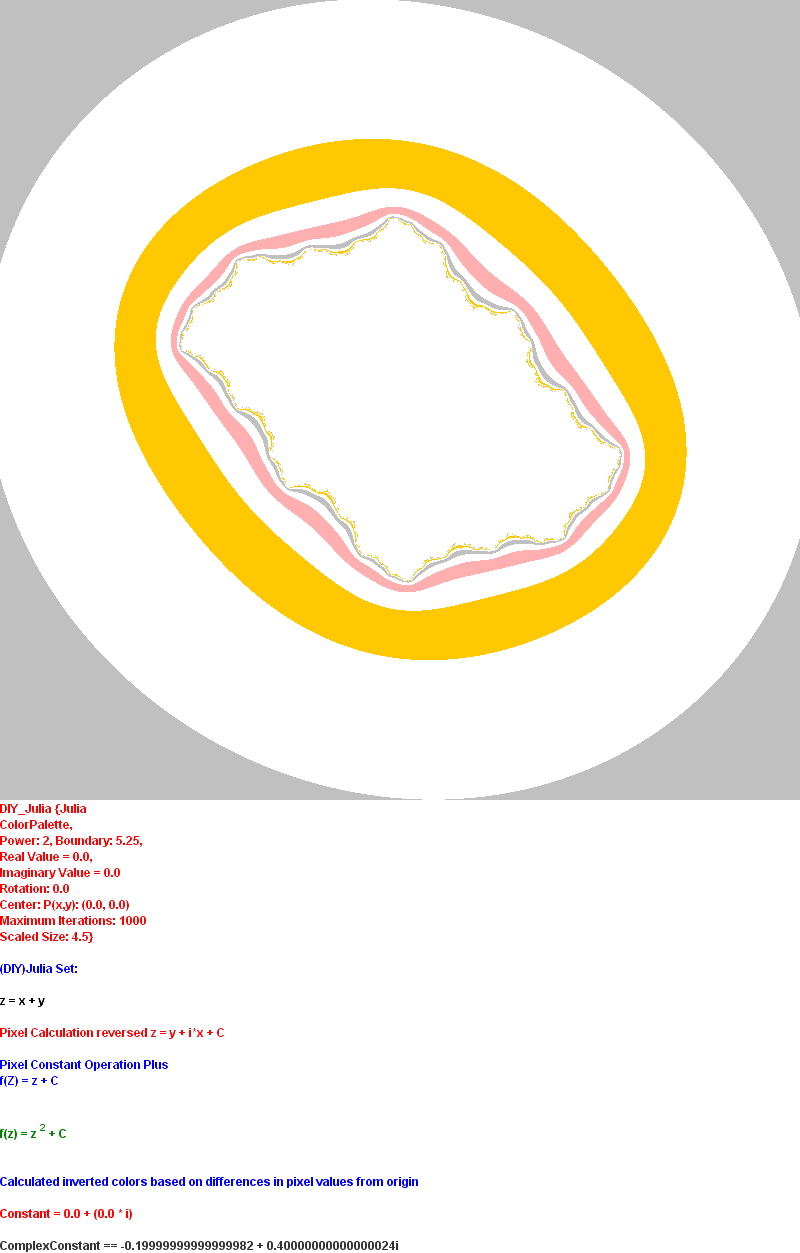 DIY_Julia {Julia
ColorPalette,
Power: 2, Boundary: 5.25,
Real Value = 0.0,
Imaginary Value = 0.0
Rotation: 0.0
Center: P(x,y): (0.0, 0.0)
Maximum Iterations: 1000
Scaled Size: 4.5}
(DIY)Julia Set:
z = x + y
Pixel Calculation reversed z = y + i*x + C
Pixel Constant Operation Plus
f(Z) = z + C
f(z) = z 2 + C
Calculated inverted colors based on differences in pixel values from origin
Constant = 0.0 + (0.0 * i)
ComplexConstant == -0.19999999999999982 + 0.40000000000000024i